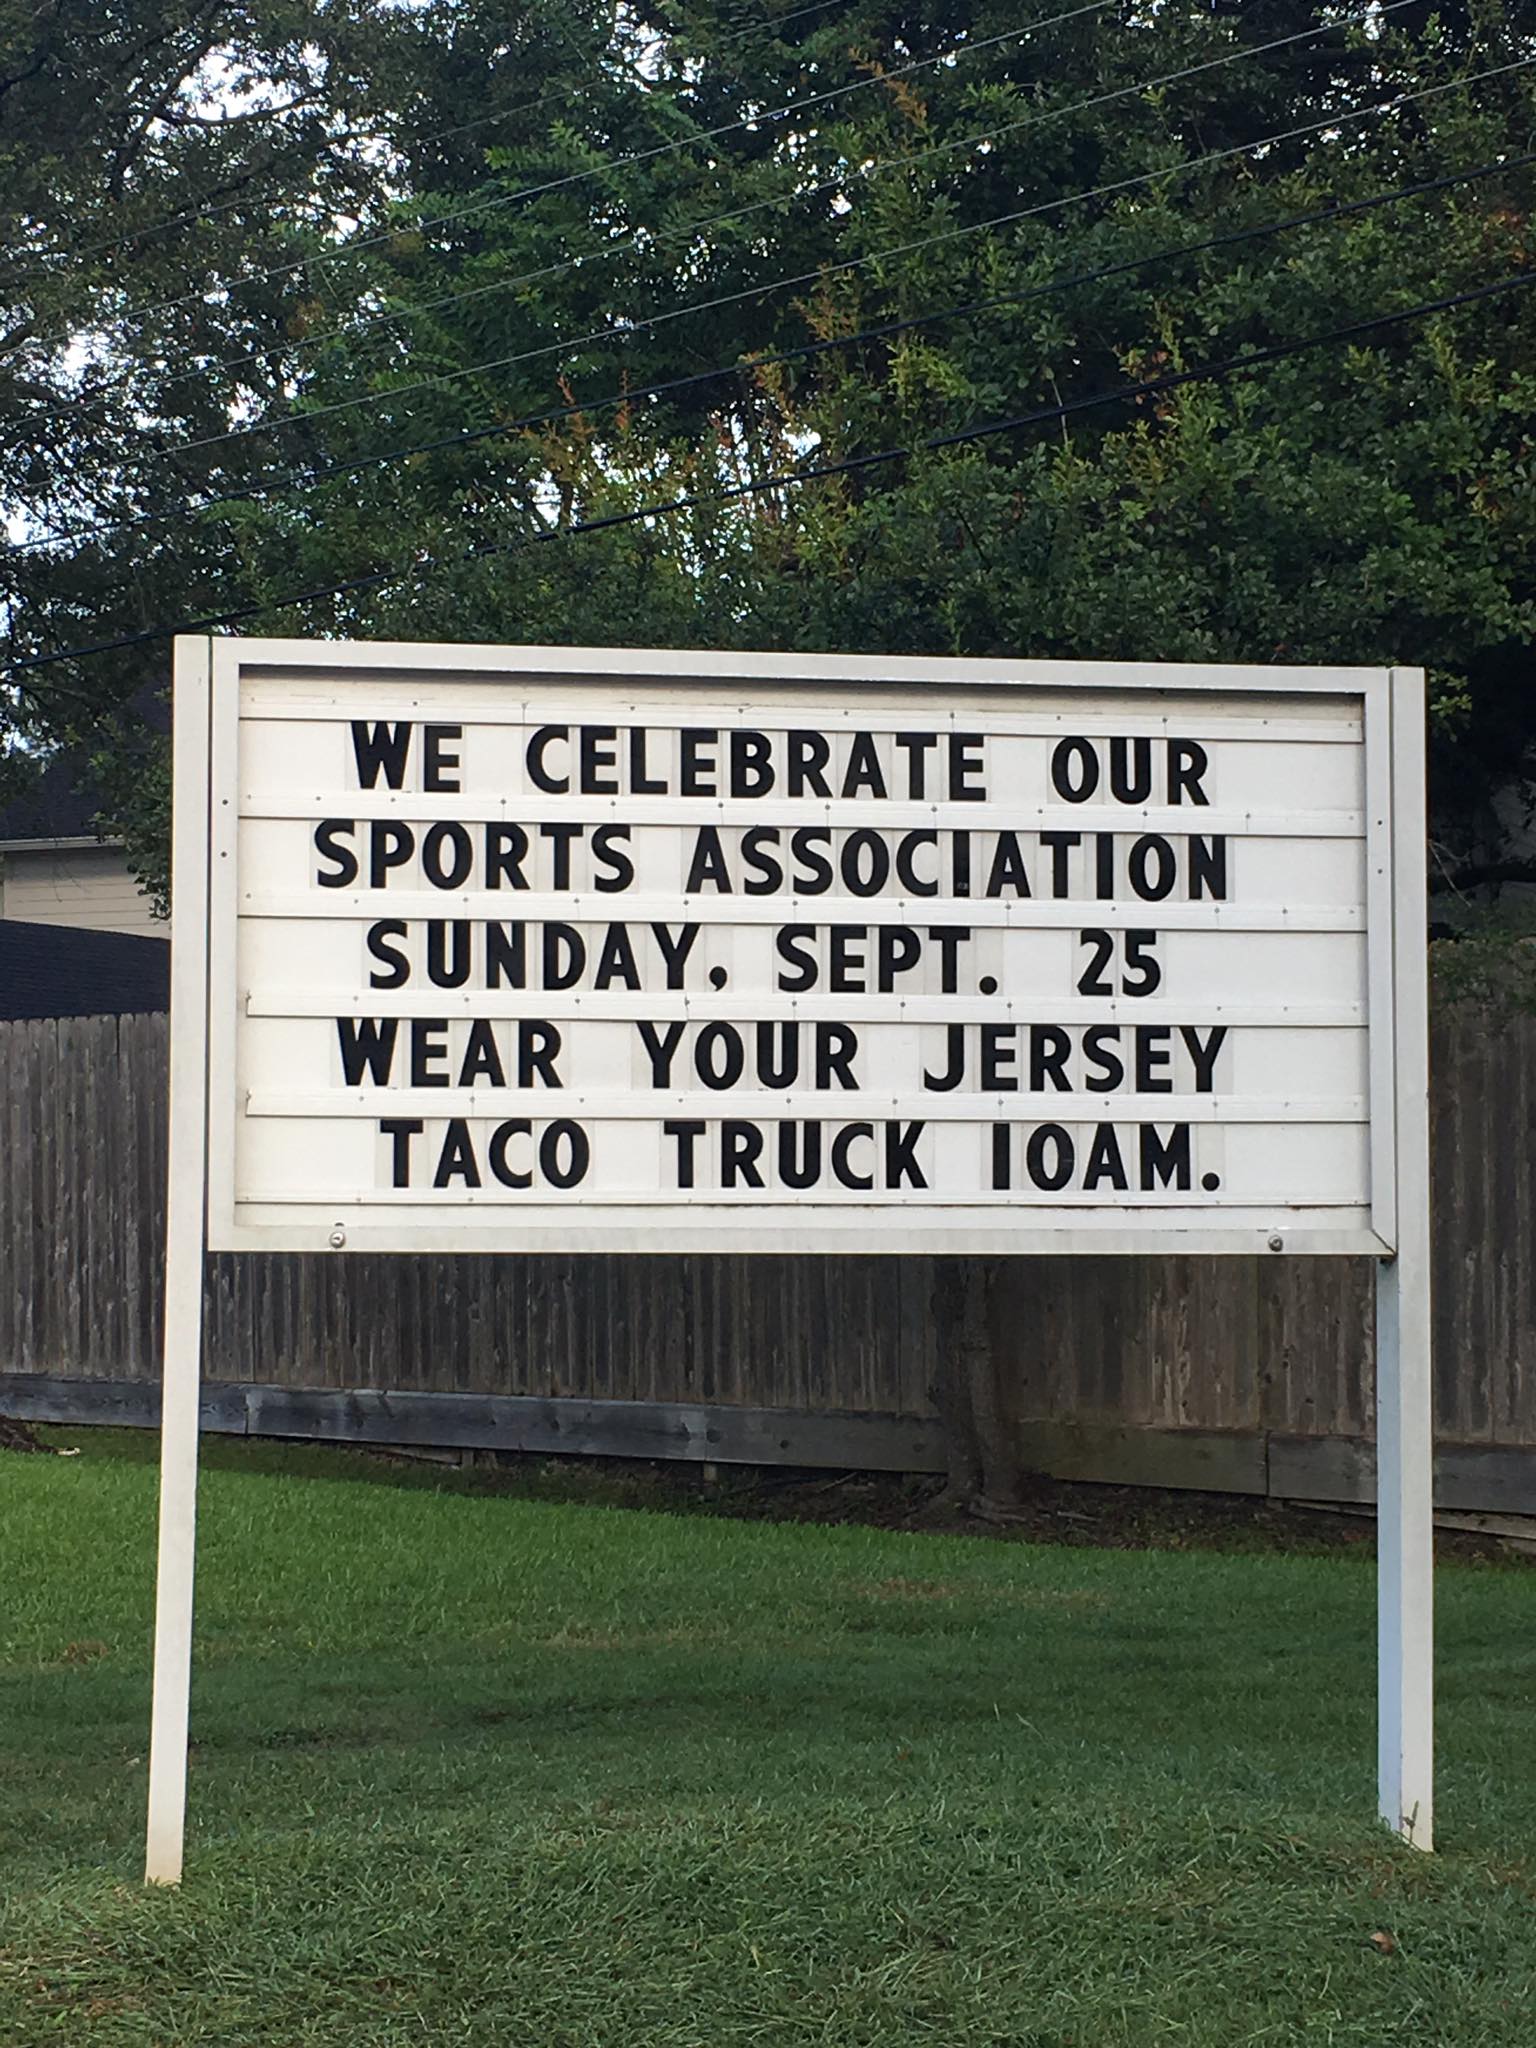 WE CELEBRATE OUR
SPORTS ASSOCIATION
SUNDAY, SEPT. 25
WEAR YOUR JERSEY
TACO TRUCK 10AM.